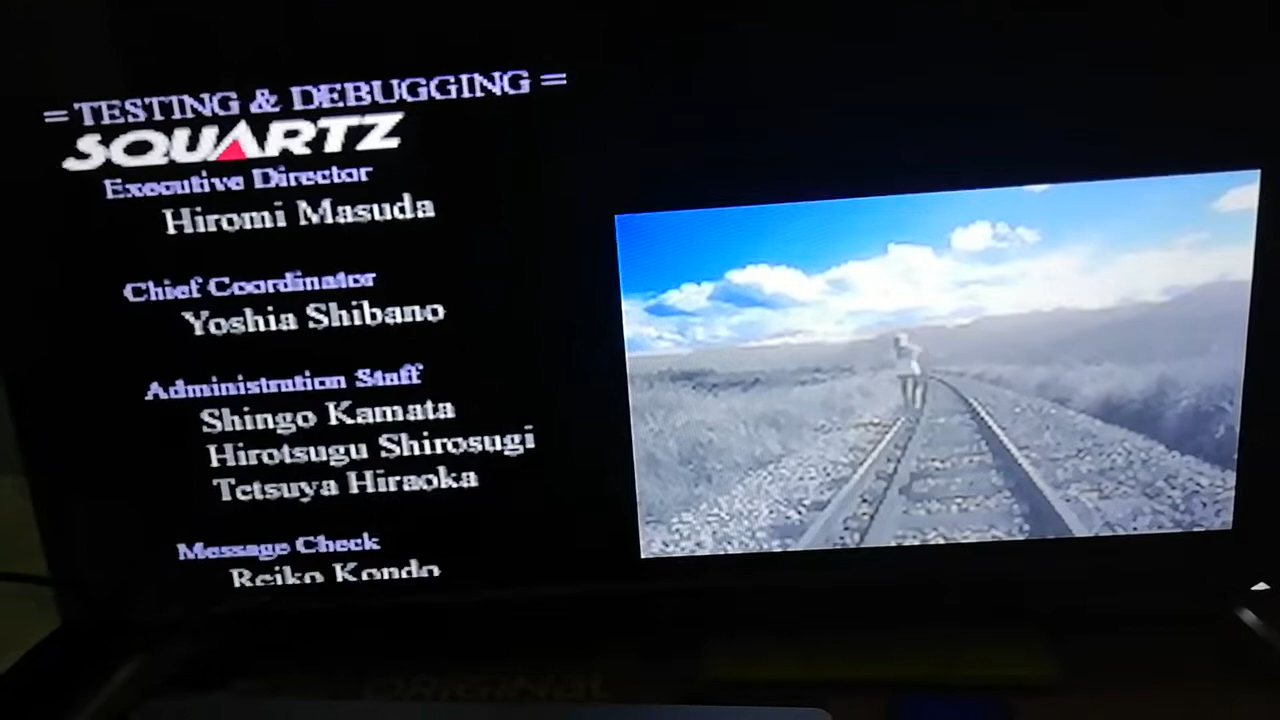 =TESTING & DEBUGGING=
SQUARTZ
Executive Director
Hiromi Masuda
Chief Coordinator
Yoshia Shibano
Administration Staff
Shingo Kamata
Hirotsugu Shirosugi
Tetsuya Hiraoka
Message Check
Reiko Kondo
ORIGINAL